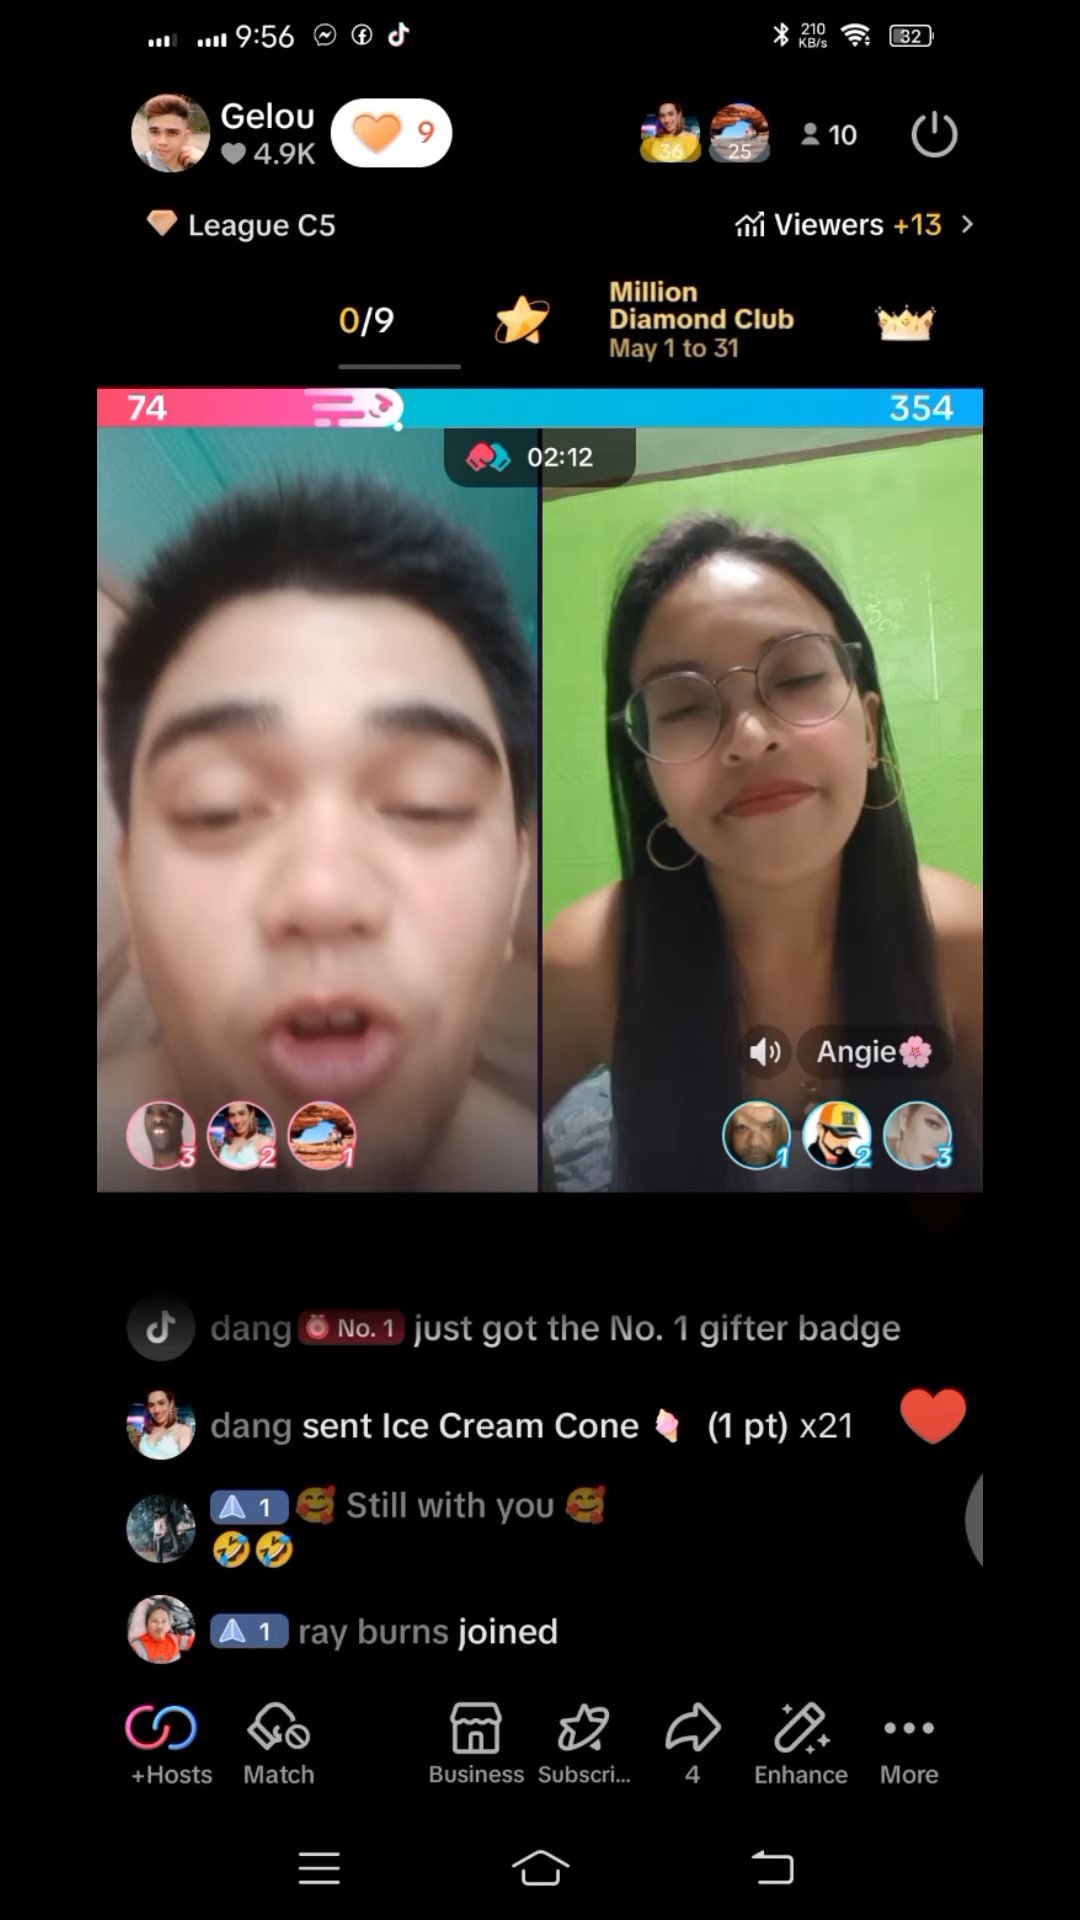 9:56
210
KB/s
32
Gelou
4.9K
9
36
25
10
League C5
Viewers +13
0/9
Million
Diamond Club
May 1 to 31
74
354
02:12
Angie🌸
3
2
1
1
2
3
dang No. 1 just got the No. 1 gifter badge
dang sent Ice Cream Cone 🍦 (1 pt) x21
1 🥰 Still with you 🥰
🤣🤣
1 ray burns joined
+Hosts
Match
Business
Subscri...
4
Enhance
More